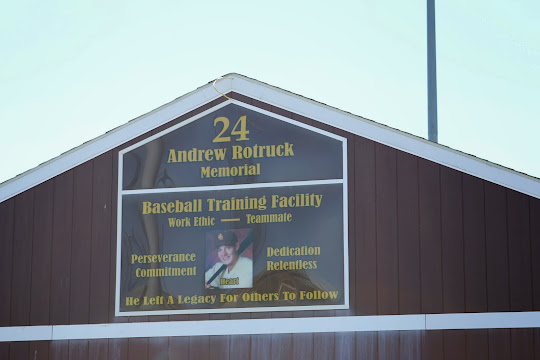 24
Andrew Rotruck
Memorial
Baseball Training Facility
Work Ethic — Teammate
Perseverance
Commitment
Dedication
Relentless
Heart
He Left A Legacy For Others To Follow